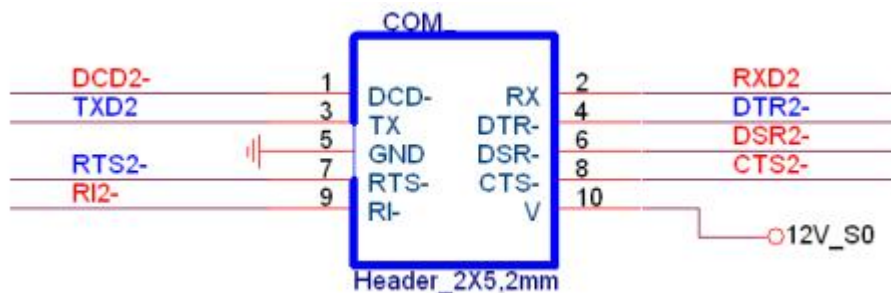 COM_
DCD2- 1 DCD- RX 2 RXD2
TXD2 3 TX DTR- 4 DTR2-
5 GND DSR- 6 DSR2-
RTS2- 7 RTS- CTS- 8 CTS2-
RI2- 9 RI- V 10
12V_S0
Header_2X5,2mm